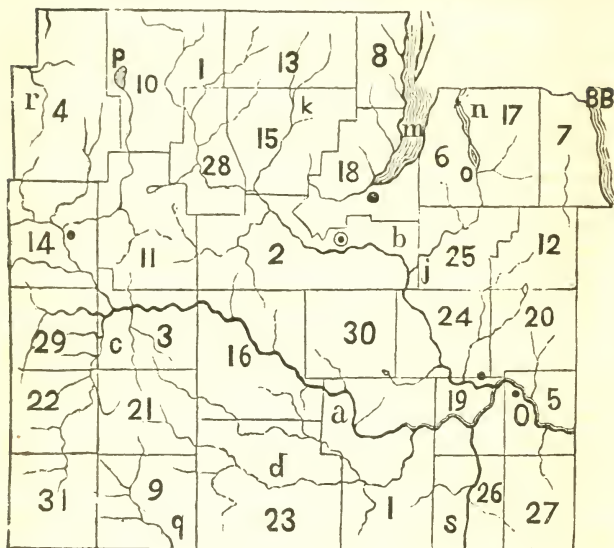 8
p 10 1 13
r 4 k BB
15 m n 17 7
28 18 6 o
14 11 2 b j 25 12
29 c 3 16 30 24 20
22 21 a 19 O 5
31 9 q d 23 1 s 26 27